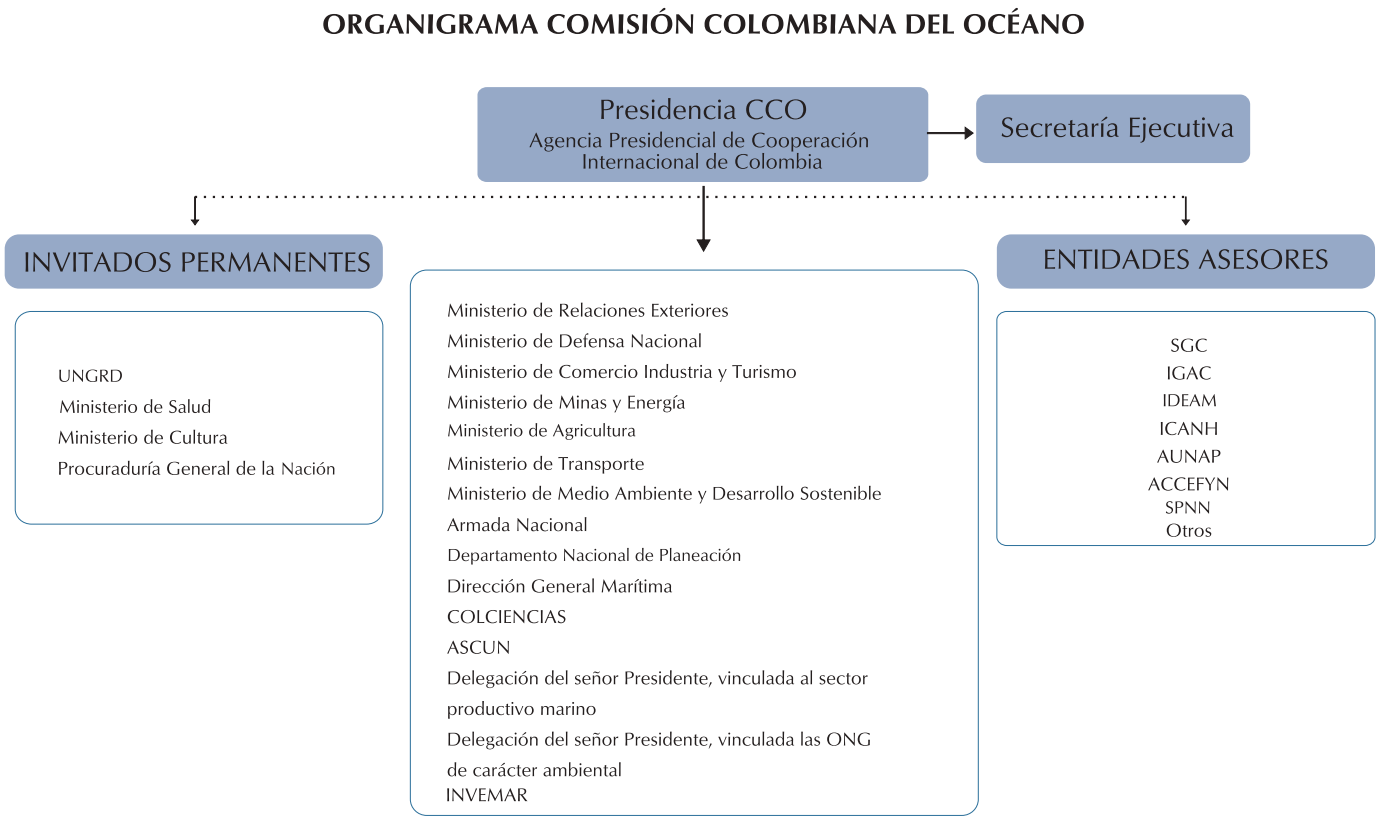 ORGANIGRAMA COMISIÓN COLOMBIANA DEL OCÉANO
Presidencia CCO
Agencia Presidencial de Cooperación
Internacional de Colombia
Secretaría Ejecutiva
INVITADOS PERMANENTES
UNGRD
Ministerio de Salud
Ministerio de Cultura
Procuraduría General de la Nación
Ministerio de Relaciones Exteriores
Ministerio de Defensa Nacional
Ministerio de Comercio Industria y Turismo
Ministerio de Minas y Energía
Ministerio de Agricultura
Ministerio de Transporte
Ministerio de Medio Ambiente y Desarrollo Sostenible
Armada Nacional
Departamento Nacional de Planeación
Dirección General Marítima
COLCIENCIAS
ASCUN
Delegación del señor Presidente, vinculada al sector
productivo marino
Delegación del señor Presidente, vinculada las ONG
de carácter ambiental
INVEMAR
ENTIDADES ASESORES
SGC
IGAC
IDEAM
ICANH
AUNAP
ACCEFYN
SPNN
Otros